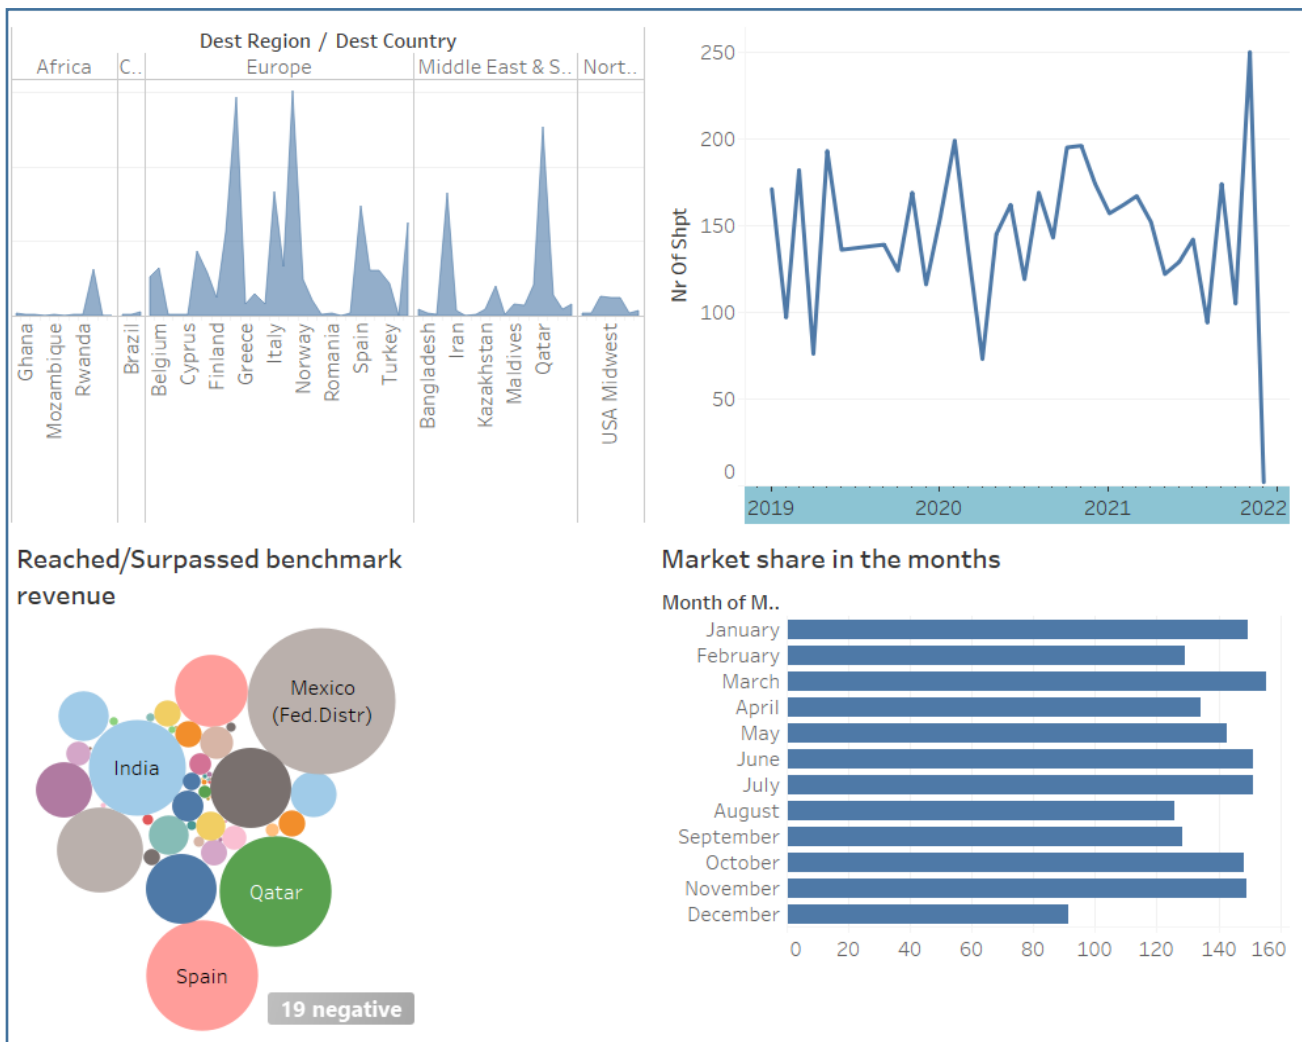 Dest Region / Dest Country
Africa
C..
Europe
Middle East & S..
Nort..
Ghana
Mozambique
Rwanda
Brazil
Belgium
Cyprus
Finland
Greece
Italy
Norway
Romania
Spain
Turkey
Bangladesh
Iran
Kazakhstan
Maldives
Qatar
USA Midwest
Nr Of Shpt
250
200
150
100
50
0
2019
2020
2021
2022
Reached/Surpassed benchmark
revenue
Mexico
(Fed.Distr)
India
Qatar
Spain
19 negative
Market share in the months
Month of M..
January
February
March
April
May
June
July
August
September
October
November
December
0
20
40
60
80
100
120
140
160